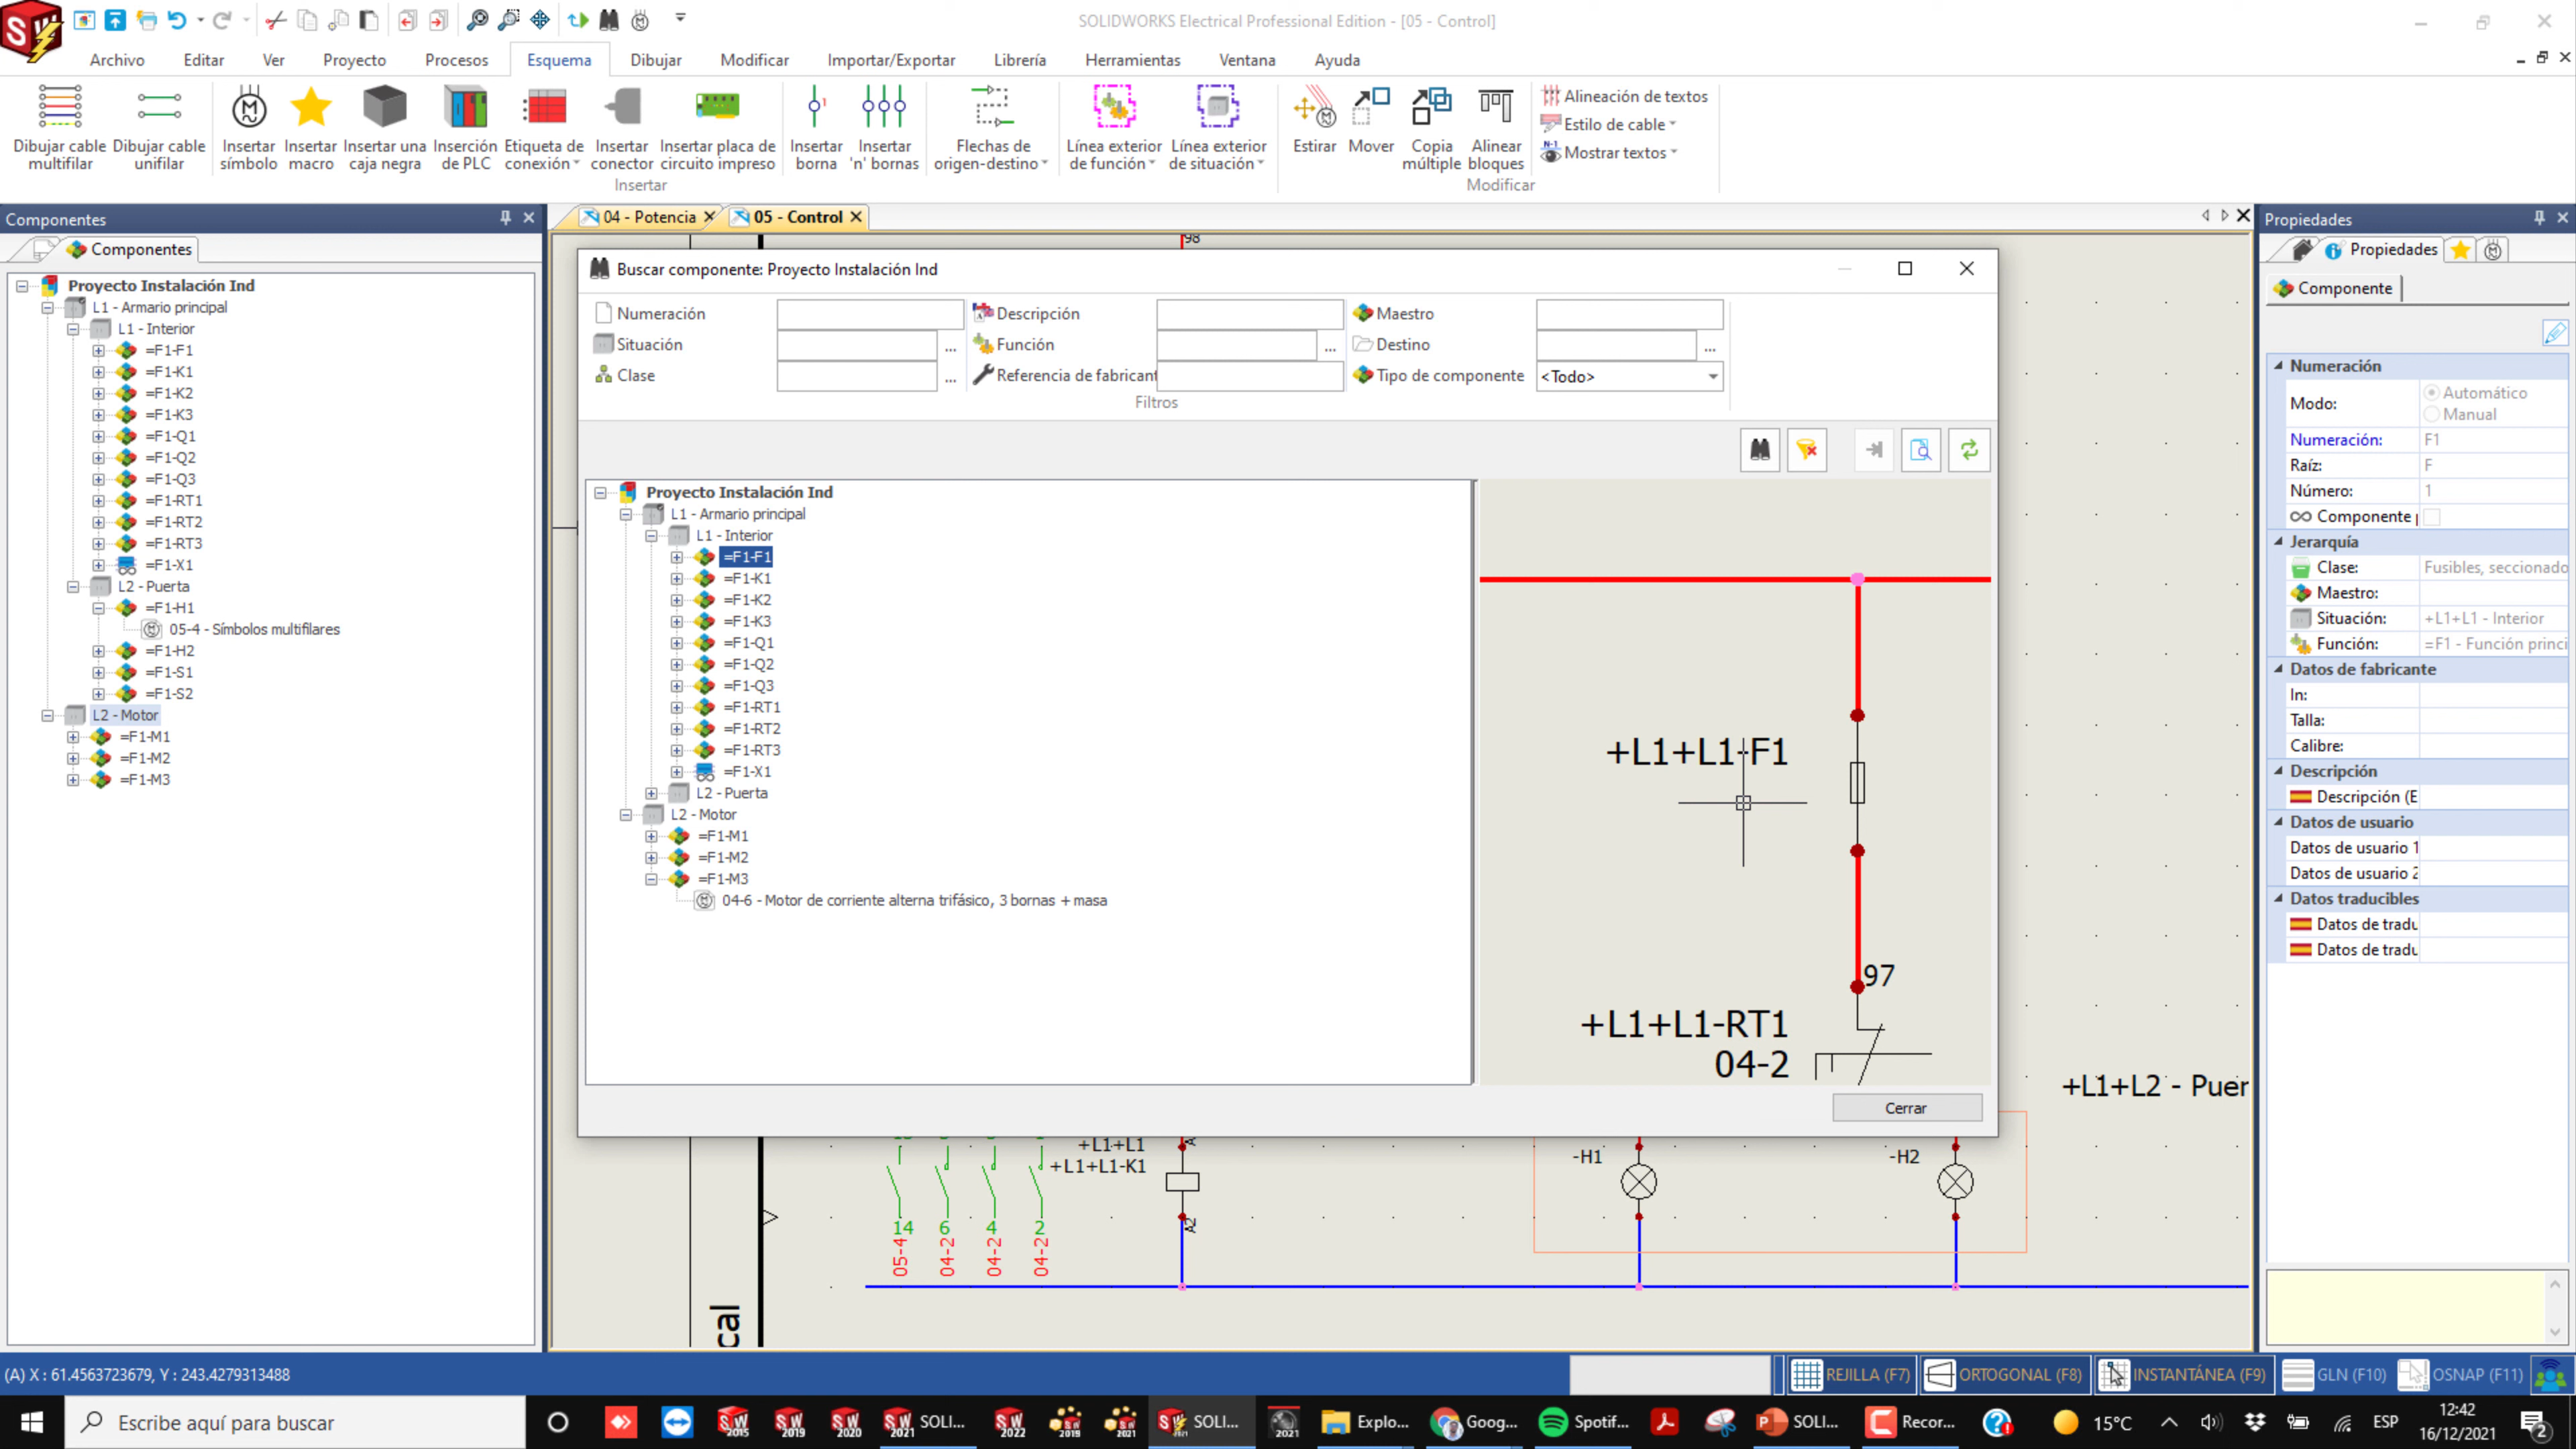 SOLIDWORKS Electrical Professional Edition - [05 - Control]
Archivo Editar Ver Proyecto Procesos Esquema Dibujar Modificar Importar/Exportar Librería Herramientas Ventana Ayuda
Dibujar cable multifilar
Dibujar cable unifilar
Insertar símbolo
Insertar macro
Insertar una caja negra
Inserción de PLC
Etiqueta de conexión
Insertar conector
Insertar placa de circuito impreso
Insertar borna
Insertar 'n' bornas
Flechas de origen-destino
Línea exterior de función
Línea exterior de situación
Estirar
Mover
Copia múltiple
Alinear bloques
Alineación de textos
Estilo de cable
Mostrar textos
Insertar
Modificar
Componentes
Componentes
Proyecto Instalación Ind
L1 - Armario principal
L1 - Interior
=F1-F1
=F1-K1
=F1-K2
=F1-K3
=F1-Q1
=F1-Q2
=F1-Q3
=F1-RT1
=F1-RT2
=F1-RT3
=F1-X1
L2 - Puerta
=F1-H1
05-4 - Símbolos multifilares
=F1-H2
=F1-S1
=F1-S2
L2 - Motor
=F1-M1
=F1-M2
=F1-M3
04 - Potencia
05 - Control
98
Buscar componente: Proyecto Instalación Ind
Numeración
Descripción
Maestro
Situación
...
Función
...
Destino
...
Clase
...
Referencia de fabricant
Tipo de componente
<Todo>
Filtros
Proyecto Instalación Ind
L1 - Armario principal
L1 - Interior
=F1-F1
=F1-K1
=F1-K2
=F1-K3
=F1-Q1
=F1-Q2
=F1-Q3
=F1-RT1
=F1-RT2
=F1-RT3
=F1-X1
L2 - Puerta
L2 - Motor
=F1-M1
=F1-M2
=F1-M3
04-6 - Motor de corriente alterna trifásico, 3 bornas + masa
+L1+L1-F1
97
+L1+L1-RT1
04-2
Cerrar
+L1+L2 - Puer
+L1+L1
+L1+L1-K1
A2
14 6 4 2
05-4
04-2
04-2
04-2
-H1
-H2
cal
Propiedades
Propiedades
Componente
Numeración
Modo:
Automático
Manual
Numeración: F1
Raíz: F
Número: 1
Componente
Jerarquía
Clase: Fusibles, seccionado
Maestro:
Situación: +L1+L1 - Interior
Función: =F1 - Función princi
Datos de fabricante
In:
Talla:
Calibre:
Descripción
Descripción (E
Datos de usuario
Datos de usuario 1
Datos de usuario 2
Datos traducibles
Datos de tradu
Datos de tradu
(A) X : 61.4563723679, Y : 243.4279313488
REJILLA (F7) ORTOGONAL (F8) INSTANTÁNEA (F9) GLN (F10) OSNAP (F11)
Escribe aquí para buscar
SW 2015
SW 2019
SW 2020
SW 2021
SOLI...
SW 2022
2019
2021
SOLI...
2021
Explo...
Goog...
Spotif...
SOLI...
Recor...
15°C
ESP
12:42
16/12/2021
2